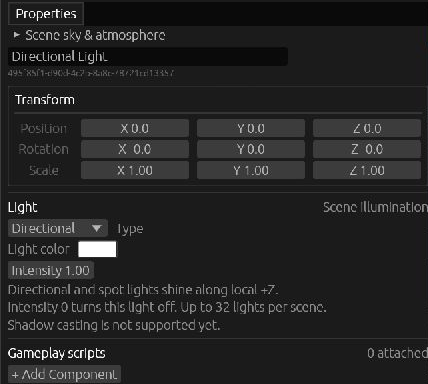 Properties
Scene sky & atmosphere
Directional Light
Transform
Position X 0.0 Y 0.0 Z 0.0
Rotation X 0.0 Y 0.0 Z 0.0
Scale X 1.00 Y 1.00 Z 1.00
Light Scene illumination
Directional Type
Light color
Intensity 1.00
Directional and spot lights shine along local +Z.
Intensity 0 turns this light off. Up to 32 lights per scene.
Shadow casting is not supported yet.
Gameplay scripts 0 attached
+ Add Component